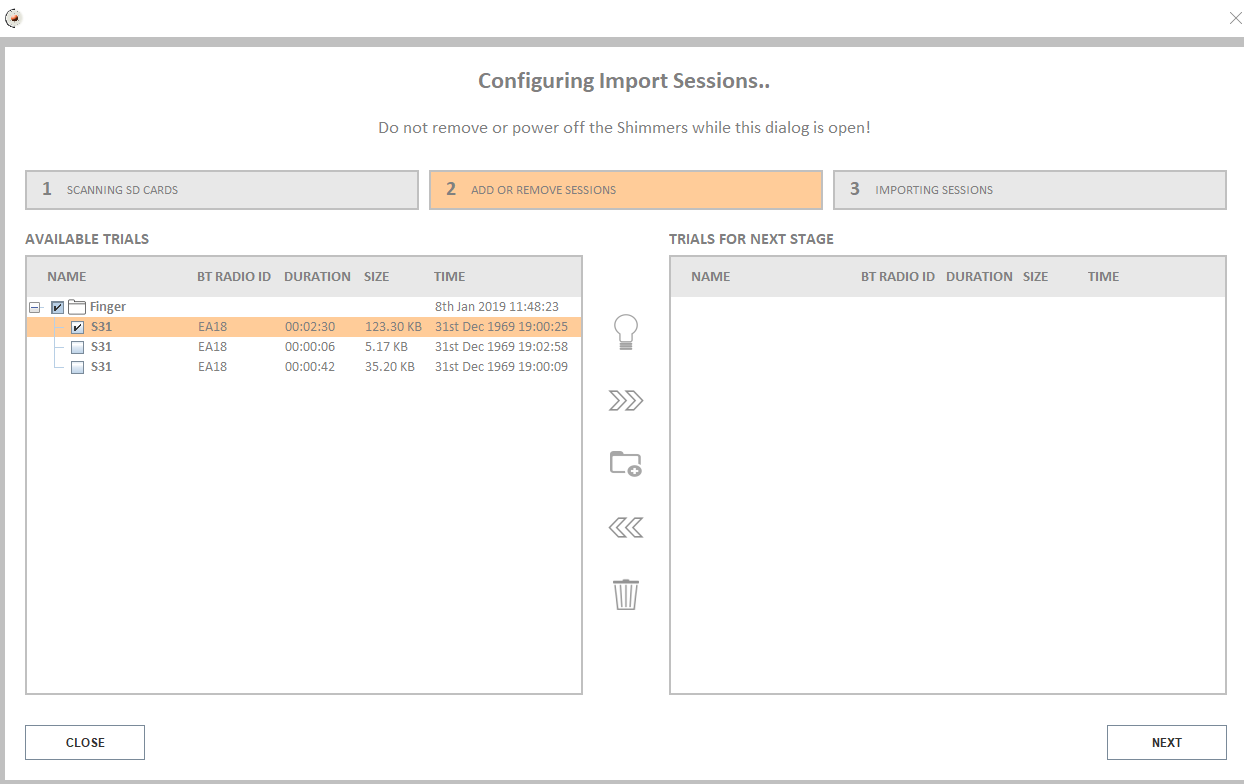 Configuring Import Sessions..
Do not remove or power off the Shimmers while this dialog is open!
1 SCANNING SD CARDS
2 ADD OR REMOVE SESSIONS
3 IMPORTING SESSIONS
AVAILABLE TRIALS
NAME BT RADIO ID DURATION SIZE TIME
Finger 8th Jan 2019 11:48:23
S31 EA18 00:02:30 123.30 KB 31st Dec 1969 19:00:25
S31 EA18 00:00:06 5.17 KB 31st Dec 1969 19:02:58
S31 EA18 00:00:42 35.20 KB 31st Dec 1969 19:00:09
TRIALS FOR NEXT STAGE
NAME BT RADIO ID DURATION SIZE TIME
CLOSE
NEXT